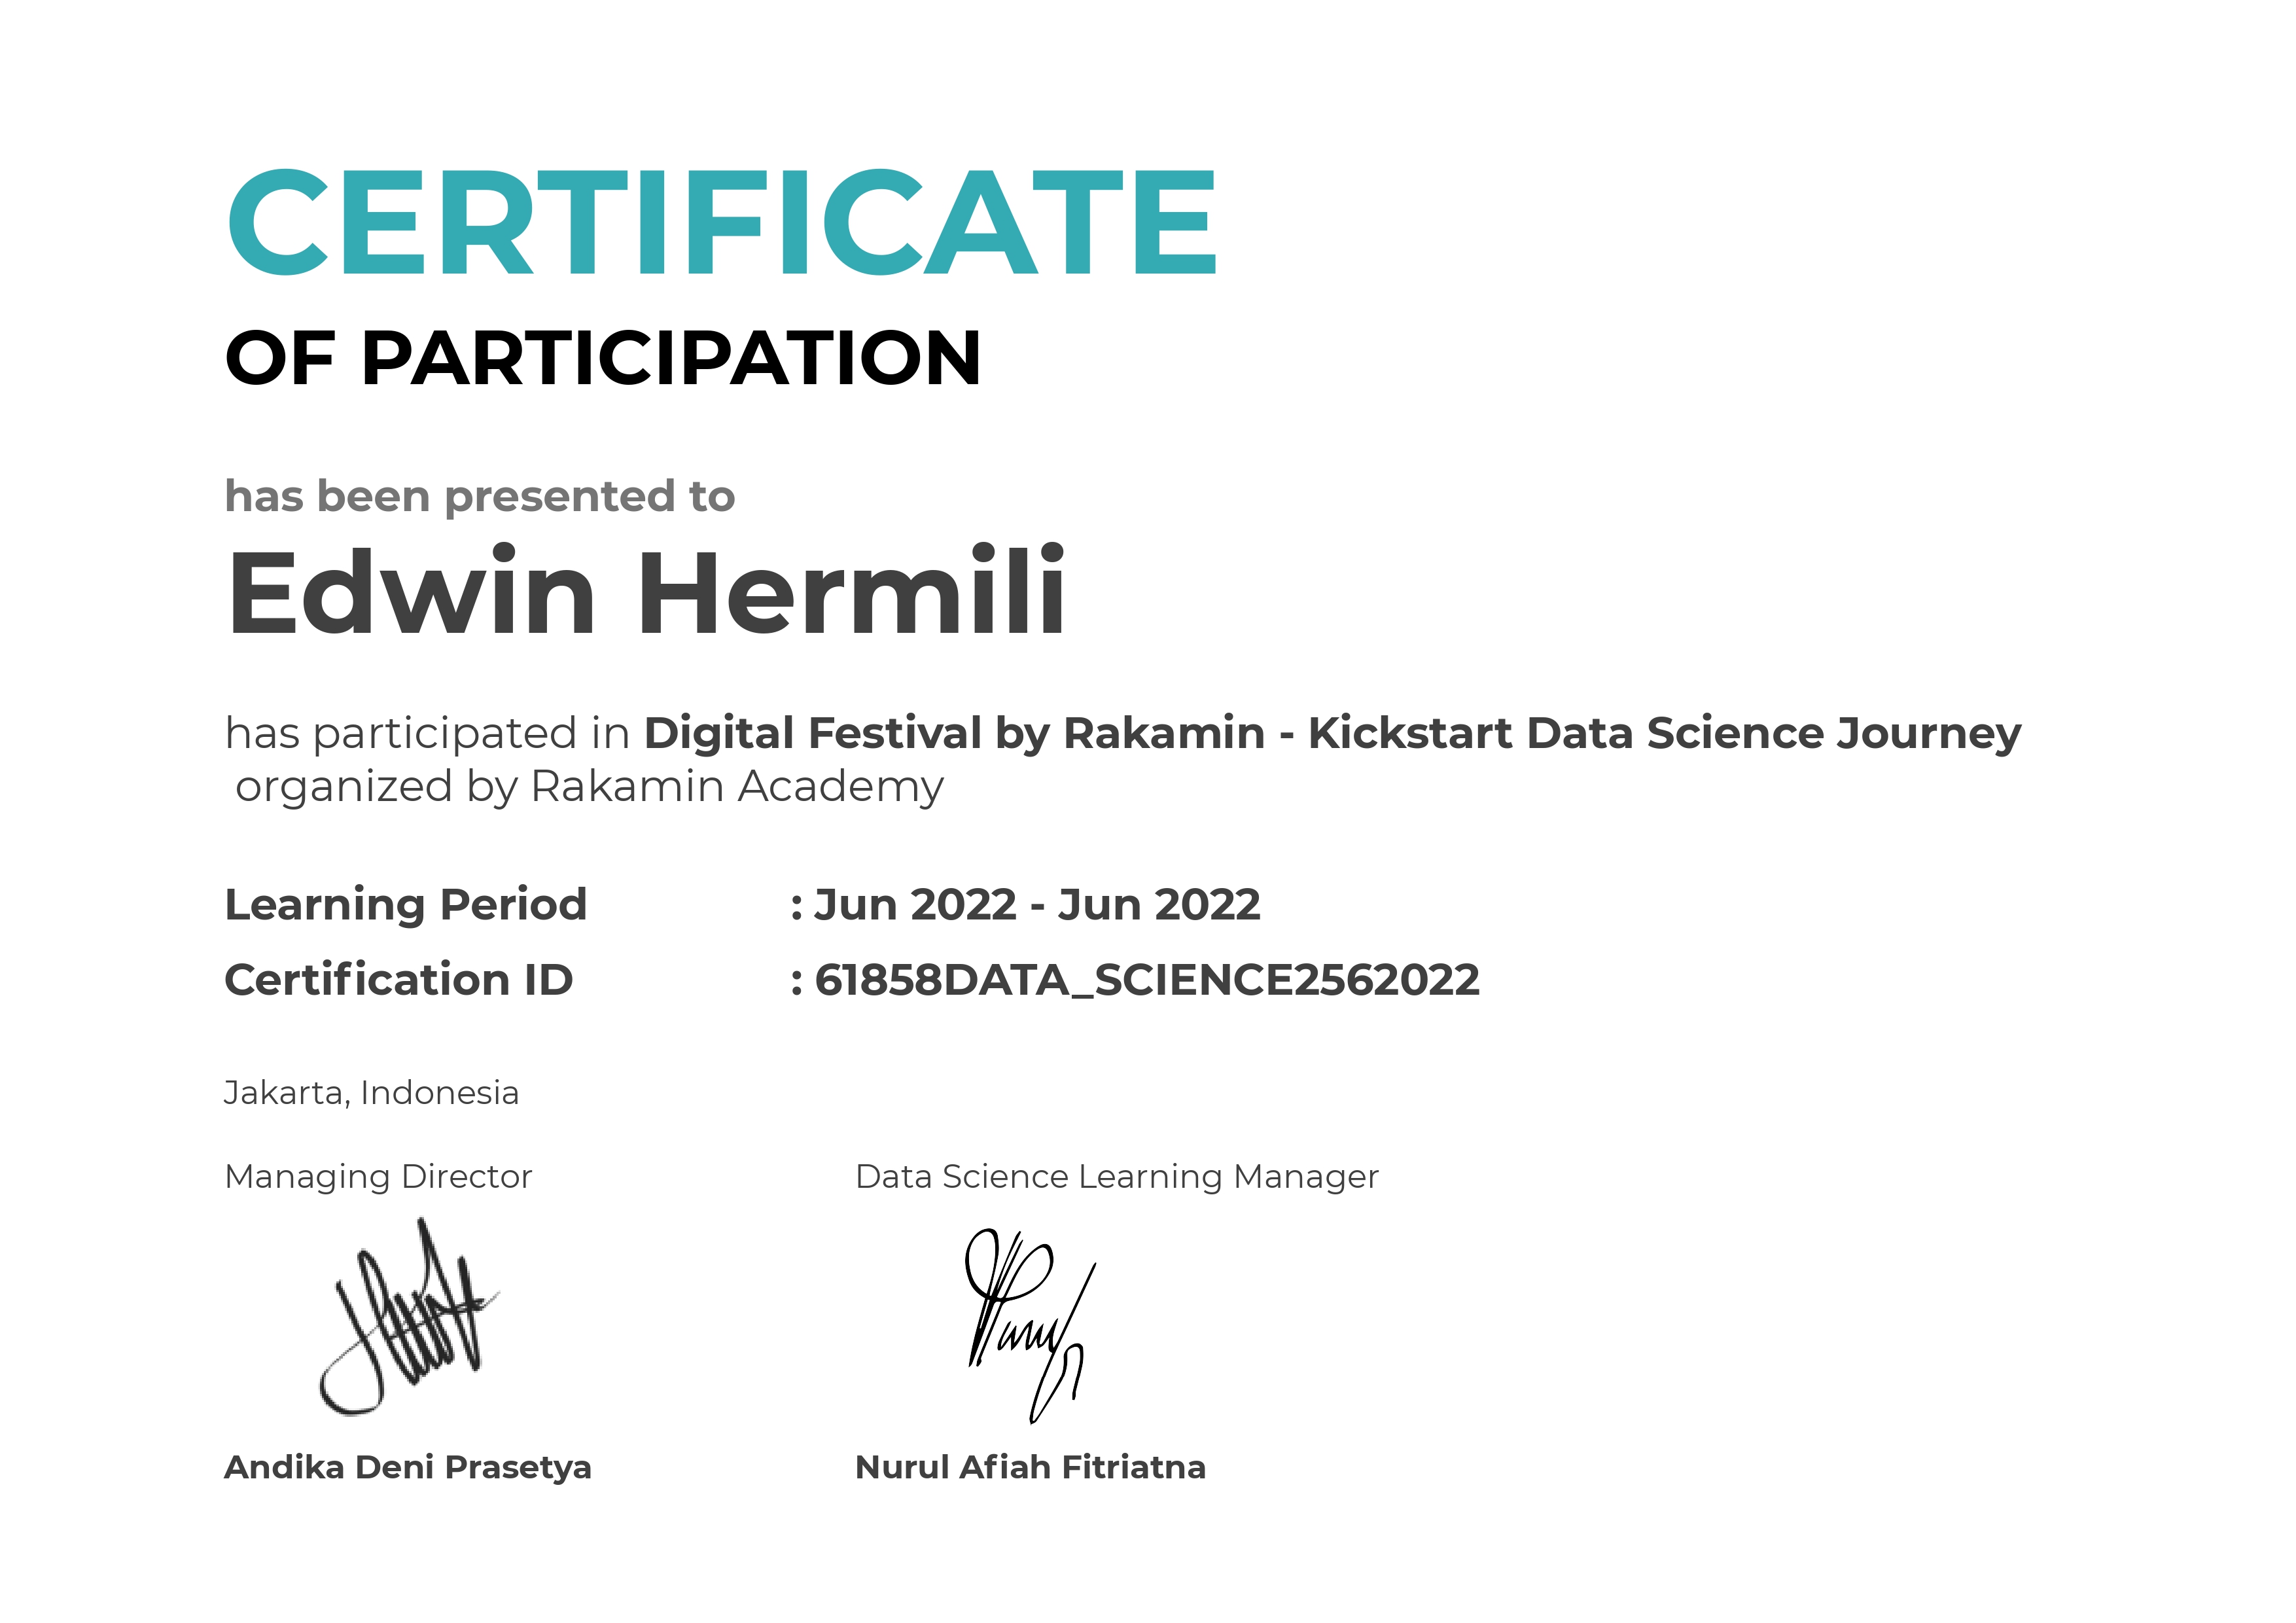 CERTIFICATE
OF PARTICIPATION
has been presented to
Edwin Hermili
has participated in Digital Festival by Rakamin - Kickstart Data Science Journey
organized by Rakamin Academy
Learning Period : Jun 2022 - Jun 2022
Certification ID : 61858DATA_SCIENCE2562022
Jakarta, Indonesia
Managing Director Data Science Learning Manager
Andika Deni Prasetya Nurul Afiah Fitriatna